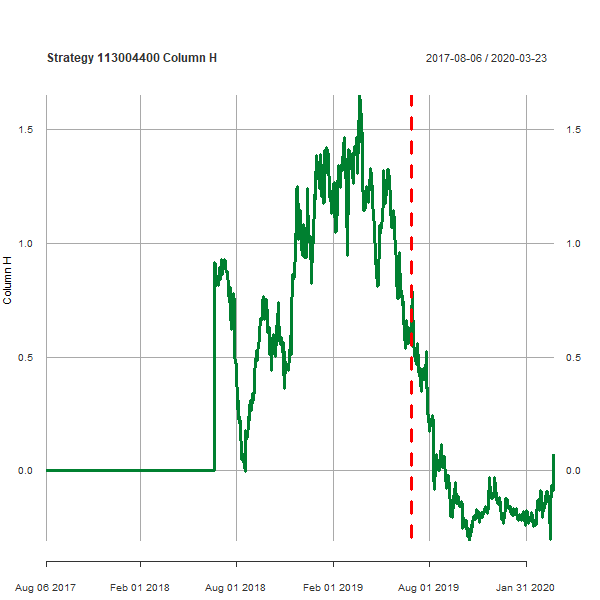 Strategy 113004400 Column H
2017-08-06 / 2020-03-23
1.5
1.5
1.0
1.0
Column H
0.5
0.5
0.0
0.0
Aug 06 2017
Feb 01 2018
Aug 01 2018
Feb 01 2019
Aug 01 2019
Jan 31 2020